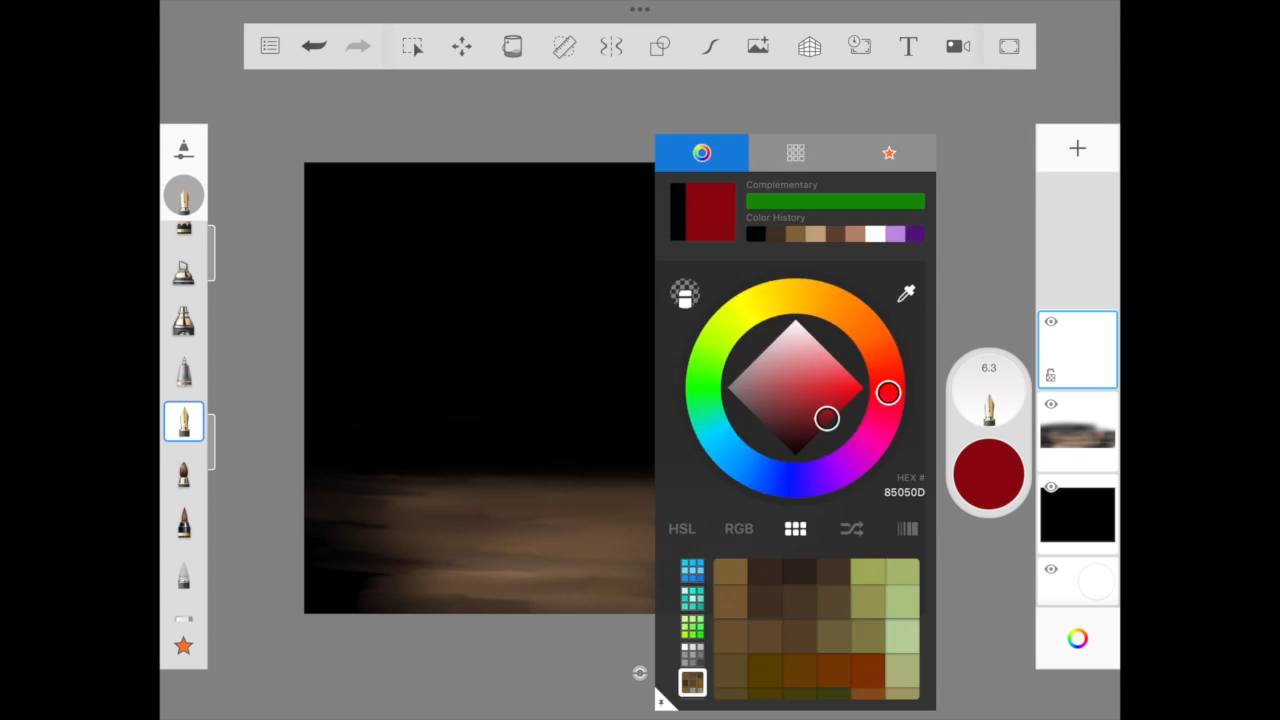 T
Complementary
Color History
6.3
HEX #
85050D
HSL
RGB